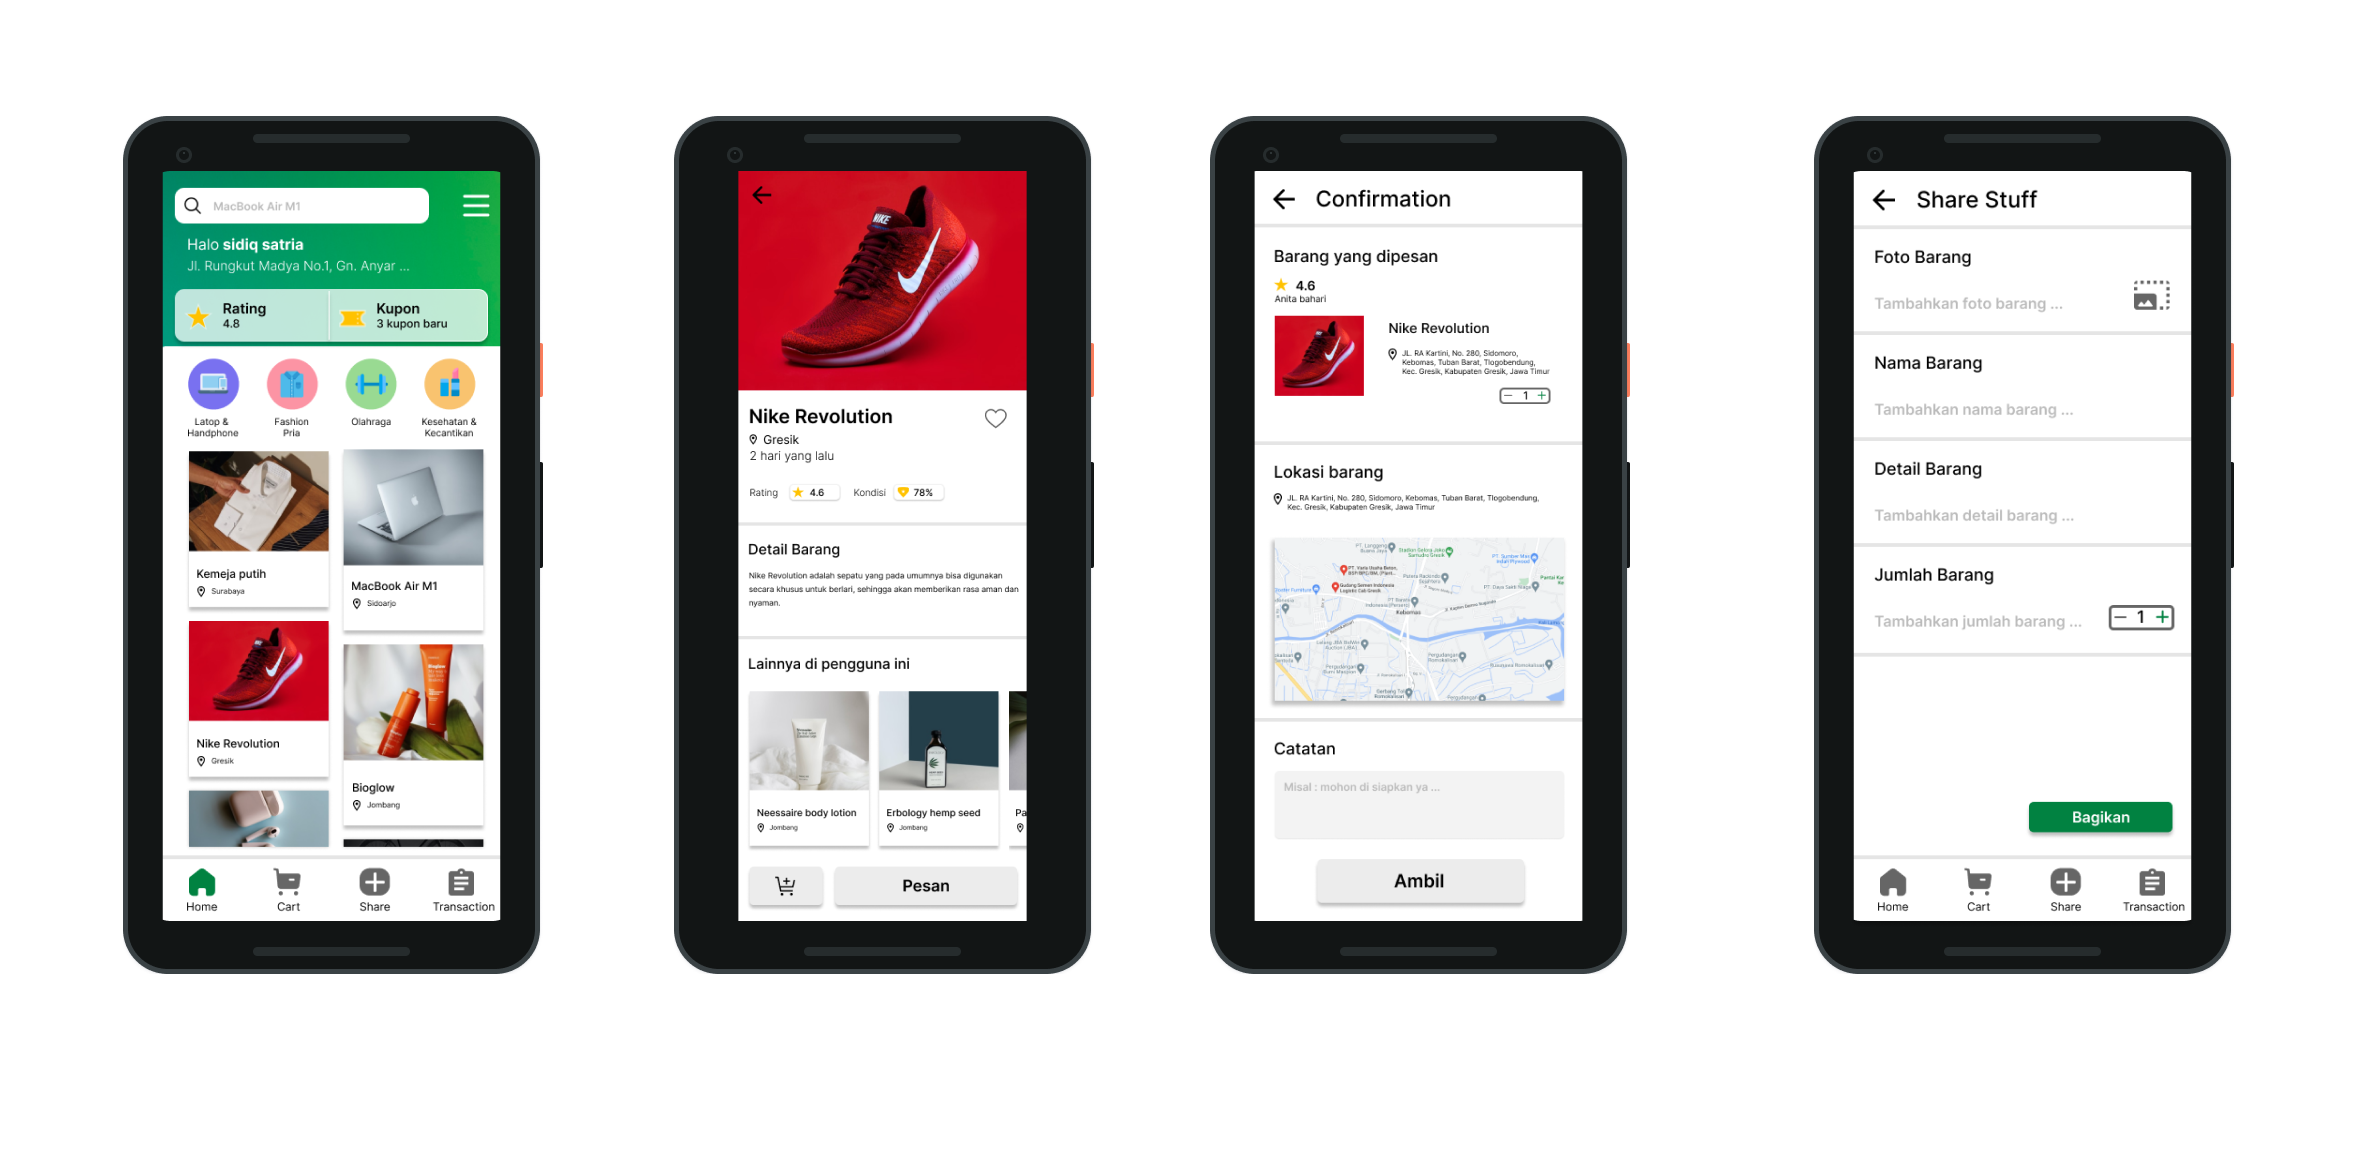 MacBook Air M1
Halo sidiq satria
Jl. Rungkut Madya No.1, Gn. Anyar ...
Rating
4.8
Kupon
3 kupon baru
Latop &
Handphone
Fashion
Pria
Olahraga
Kesehatan &
Kecantikan
Kemeja putih
Surabaya
MacBook Air M1
Sidoarjo
Nike Revolution
Gresik
Bioglow
Jombang
Home
Cart
Share
Transaction
NIKE
Nike Revolution
Gresik
2 hari yang lalu
Rating
4.6
Kondisi
78%
Detail Barang
Nike Revolution adalah sepatu yang pada umumnya bisa digunakan
secara khusus untuk berlari, sehingga akan memberikan rasa aman dan
nyaman.
Lainnya di pengguna ini
Neessaire body lotion
Jombang
Erbology hemp seed
Jombang
Pa
Pesan
Confirmation
Barang yang dipesan
4.6
Anita bahari
Nike Revolution
JL. RA Kartini, No. 280, Sidomoro,
Kebomas, Tuban Barat, Tlogobendung,
Kec. Gresik, Kabupaten Gresik, Jawa Timur
1
Lokasi barang
JL. RA Kartini, No. 280, Sidomoro, Kebomas, Tuban Barat, Tlogobendung,
Kec. Gresik, Kabupaten Gresik, Jawa Timur
Gudang Semen Indonesia
Logistic Cab Gresik
Kebomas
Catatan
Misal : mohon di siapkan ya ...
Ambil
Share Stuff
Foto Barang
Tambahkan foto barang ...
Nama Barang
Tambahkan nama barang ...
Detail Barang
Tambahkan detail barang ...
Jumlah Barang
Tambahkan jumlah barang ...
1
Bagikan
Home
Cart
Share
Transaction